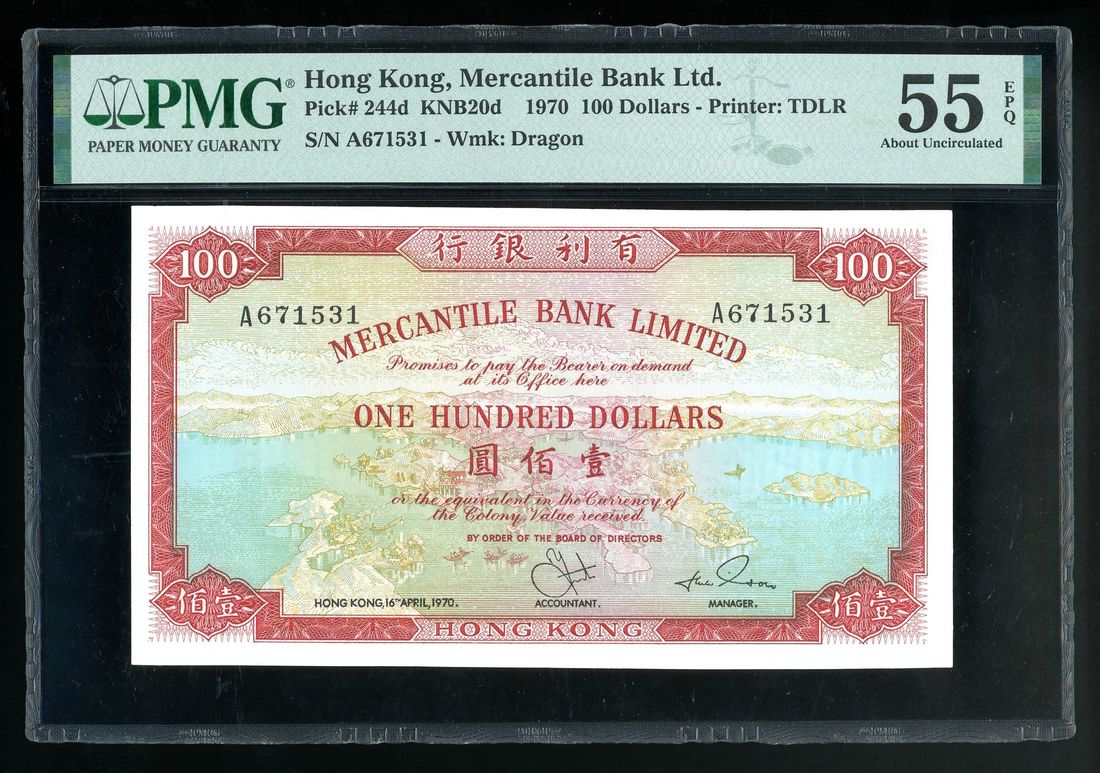 PMG®
PAPER MONEY GUARANTY
Hong Kong, Mercantile Bank Ltd.
Pick# 244d KNB20d 1970 100 Dollars - Printer: TDLR
S/N A671531 - Wmk: Dragon
55 EPQ
About Uncirculated
行銀利有
100
100
A671531
A671531
MERCANTILE BANK LIMITED
Promises to pay the Bearer on demand
at its Office here
ONE HUNDRED DOLLARS
圓佰壹
or the equivalent in the Currency of
the Colony, Value received.
BY ORDER OF THE BOARD OF DIRECTORS
HONG KONG, 16TH APRIL, 1970.
ACCOUNTANT.
MANAGER.
佰壹
佰壹
HONG KONG